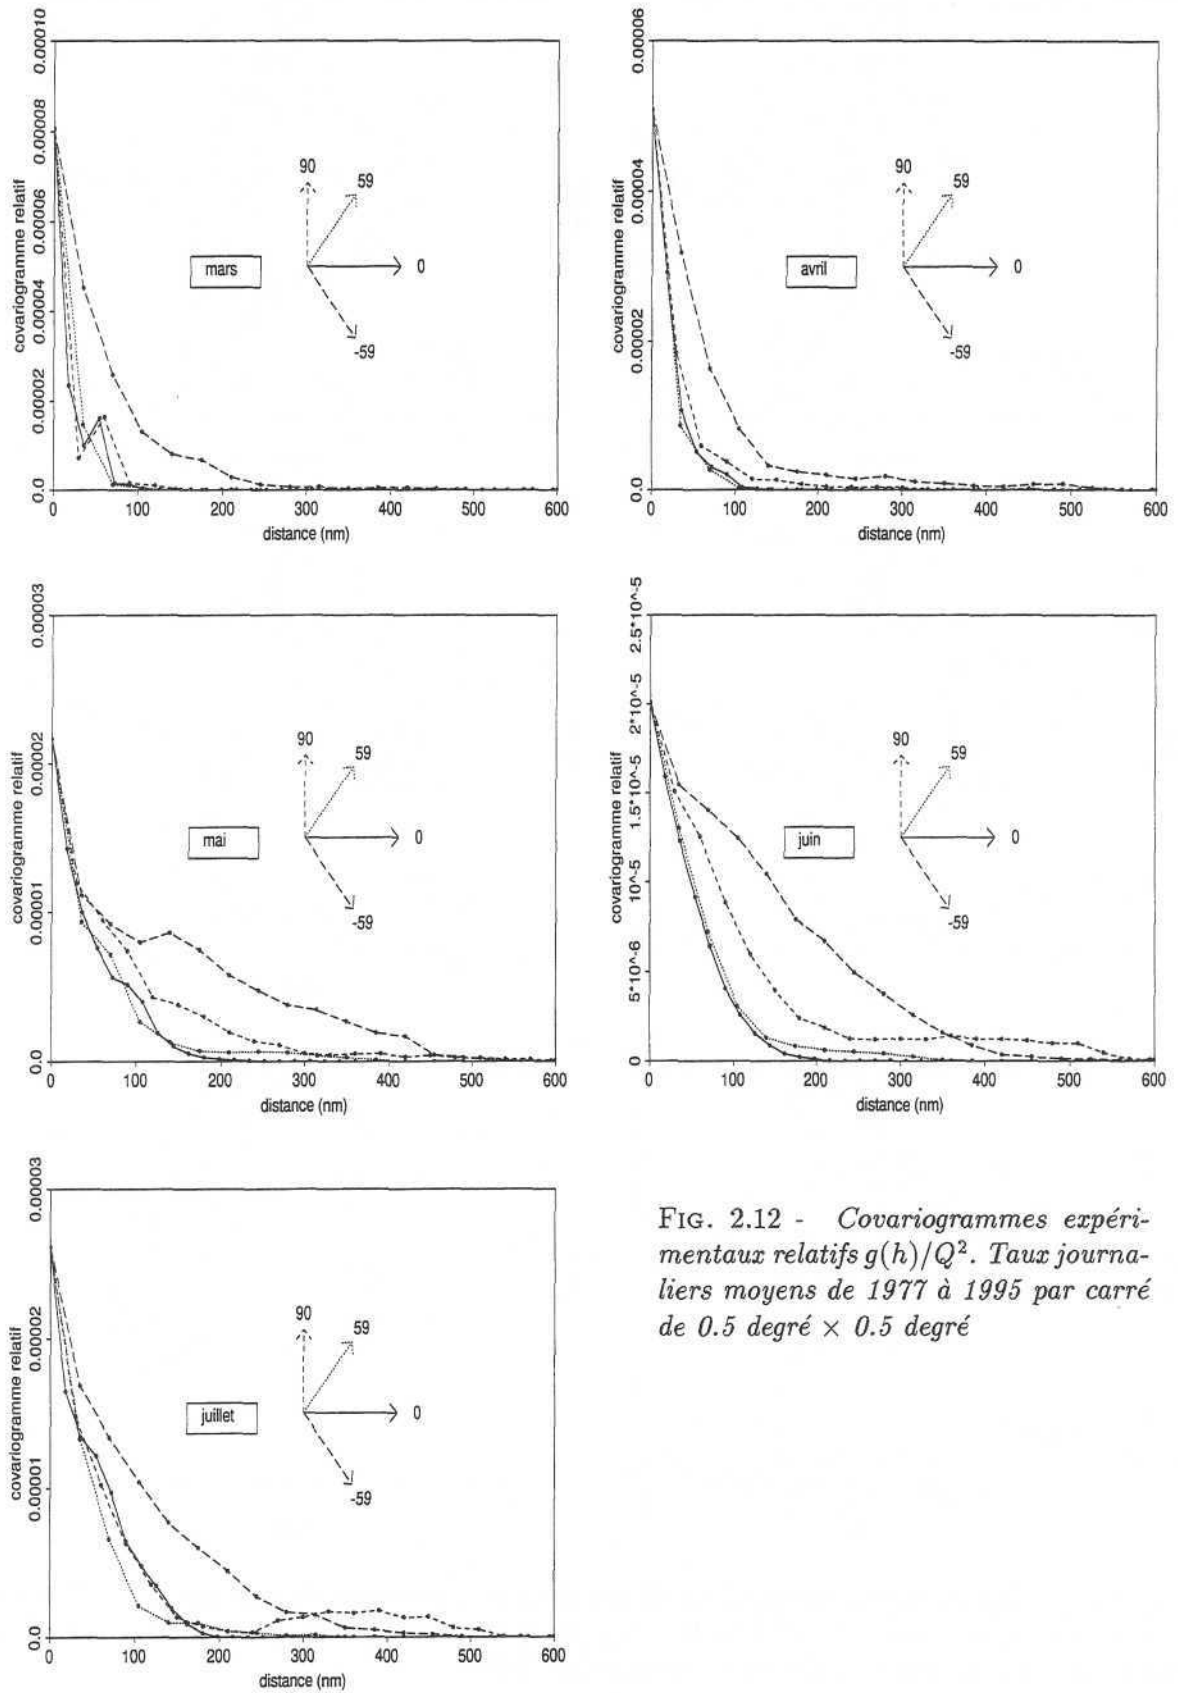 covariogramme relatif
0.00010
0.00008
0.00006
0.00004
0.00002
0.0
90
59
mars
0
-59
0 100 200 300 400 500 600
distance (nm)
covariogramme relatif
0.00006
0.00004
0.00002
0.0
90
59
avril
0
-59
0 100 200 300 400 500 600
distance (nm)
covariogramme relatif
0.00003
0.00002
0.00001
0.0
90
59
mai
0
-59
0 100 200 300 400 500 600
distance (nm)
covariogramme relatif
2.5*10^-5
2*10^-5
1.5*10^-5
10^-5
5*10^-6
0
90
59
juin
0
-59
0 100 200 300 400 500 600
distance (nm)
covariogramme relatif
0.00003
0.00002
0.00001
0.0
90
59
juillet
0
-59
0 100 200 300 400 500 600
distance (nm)
FIG. 2.12 - Covariogrammes expéri-
mentaux relatifs g(h)/Q². Taux journa-
liers moyens de 1977 à 1995 par carré
de 0.5 degré × 0.5 degré